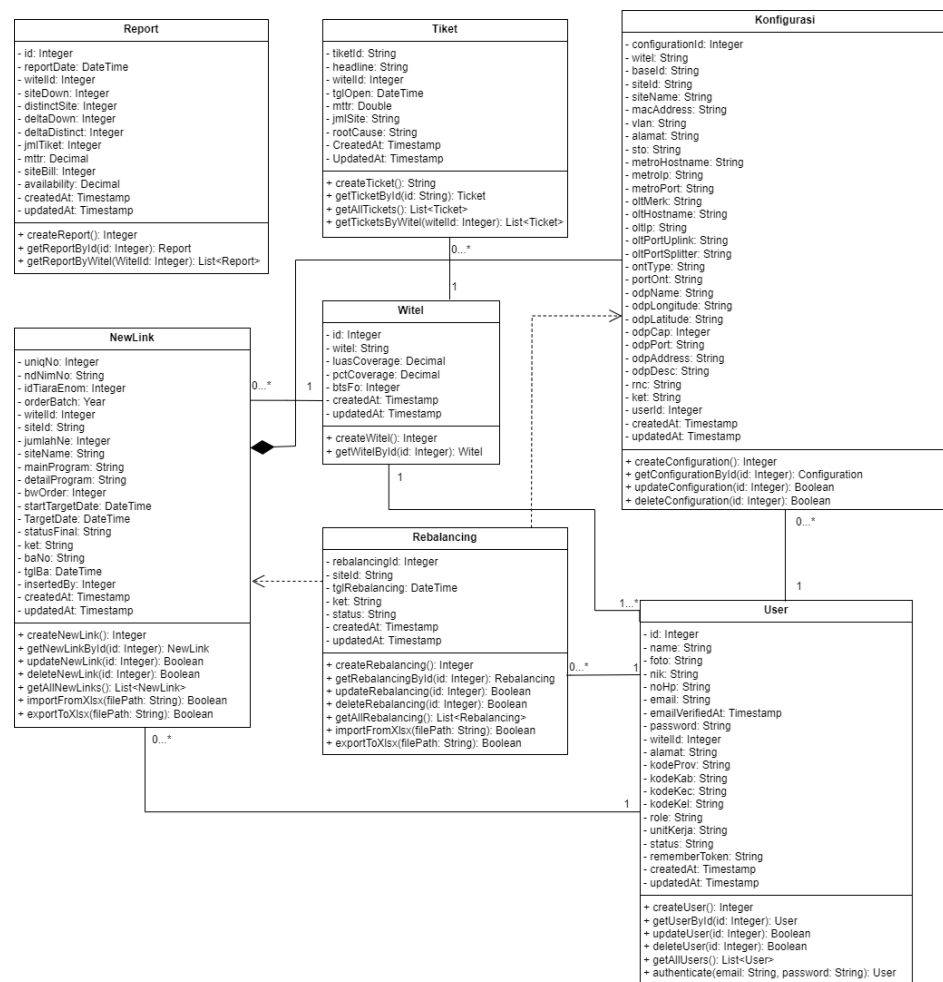 Report
- id: Integer
- reportDate: DateTime
- witelId: Integer
- siteDown: Integer
- distinctSite: Integer
- deltaDown: Integer
- deltaDistinct: Integer
- jmlTiket: Integer
- mttr: Decimal
- siteBill: Integer
- availability: Decimal
- createdAt: Timestamp
- updatedAt: Timestamp
+ createReport(): Integer
+ getReportById(id: Integer): Report
+ getReportByWitel(WitelId: Integer): List<Report>
Tiket
- tiketId: String
- headline: String
- witelId: Integer
- tglOpen: DateTime
- mttr: Double
- jmlSite: String
- rootCause: String
- CreatedAt: Timestamp
- UpdatedAt: Timestamp
+ createTicket(): String
+ getTicketById(id: String): Ticket
+ getAllTickets(): List<Ticket>
+ getTicketsByWitel(witelId: Integer): List<Ticket>
0...*
1
Konfigurasi
- configurationId: Integer
- witel: String
- baseId: String
- siteId: String
- siteName: String
- macAddress: String
- vlan: String
- alamat: String
- sto: String
- metroHostname: String
- metroIp: String
- metroPort: String
- oltMerk: String
- oltHostname: String
- oltIp: String
- oltPortUplink: String
- oltPortSplitter: String
- ontType: String
- portOnt: String
- odpName: String
- odpLongitude: String
- odpLatitude: String
- odpCap: Integer
- odpPort: String
- odpAddress: String
- odpDesc: String
- rnc: String
- ket: String
- userId: Integer
- createdAt: Timestamp
- updatedAt: Timestamp
+ createConfiguration(): Integer
+ getConfigurationById(id: Integer): Configuration
+ updateConfiguration(id: Integer): Boolean
+ deleteConfiguration(id: Integer): Boolean
0...*
1
NewLink
- uniqNo: Integer
- ndNimNo: String
- idTiaraEnom: Integer
- orderBatch: Year
- witelId: Integer
- siteId: String
- jumlahNe: Integer
- siteName: String
- mainProgram: String
- detailProgram: String
- bwOrder: Integer
- startTargetDate: DateTime
- TargetDate: DateTime
- statusFinal: String
- ket: String
- baNo: String
- tglBa: DateTime
- insertedBy: Integer
- createdAt: Timestamp
- updatedAt: Timestamp
+ createNewLink(): Integer
+ getNewLinkById(id: Integer): NewLink
+ updateNewLink(id: Integer): Boolean
+ deleteNewLink(id: Integer): Boolean
+ getAllNewLinks(): List<NewLink>
+ importFromXlsx(filePath: String): Boolean
+ exportToXlsx(filePath: String): Boolean
0...*
1
0...*
1
Witel
- id: Integer
- witel: String
- luasCoverage: Decimal
- pctCoverage: Decimal
- btsFo: Integer
- createdAt: Timestamp
- updatedAt: Timestamp
+ createWitel(): Integer
+ getWitelById(id: Integer): Witel
1
1...*
Rebalancing
- rebalancingId: Integer
- siteId: String
- tglRebalancing: DateTime
- ket: String
- status: String
- createdAt: Timestamp
- updatedAt: Timestamp
+ createRebalancing(): Integer
+ getRebalancingById(id: Integer): Rebalancing
+ updateRebalancing(id: Integer): Boolean
+ deleteRebalancing(id: Integer): Boolean
+ getAllRebalancing(): List<Rebalancing>
+ importFromXlsx(filePath: String): Boolean
+ exportToXlsx(filePath: String): Boolean
0...*
1
User
- id: Integer
- name: String
- foto: String
- nik: String
- noHp: String
- email: String
- emailVerifiedAt: Timestamp
- password: String
- witelId: Integer
- alamat: String
- kodeProv: String
- kodeKab: String
- kodeKec: String
- kodeKel: String
- role: String
- unitKerja: String
- status: String
- rememberToken: String
- createdAt: Timestamp
- updatedAt: Timestamp
+ createUser(): Integer
+ getUserById(id: Integer): User
+ updateUser(id: Integer): Boolean
+ deleteUser(id: Integer): Boolean
+ getAllUsers(): List<User>
+ authenticate(email: String, password: String): User